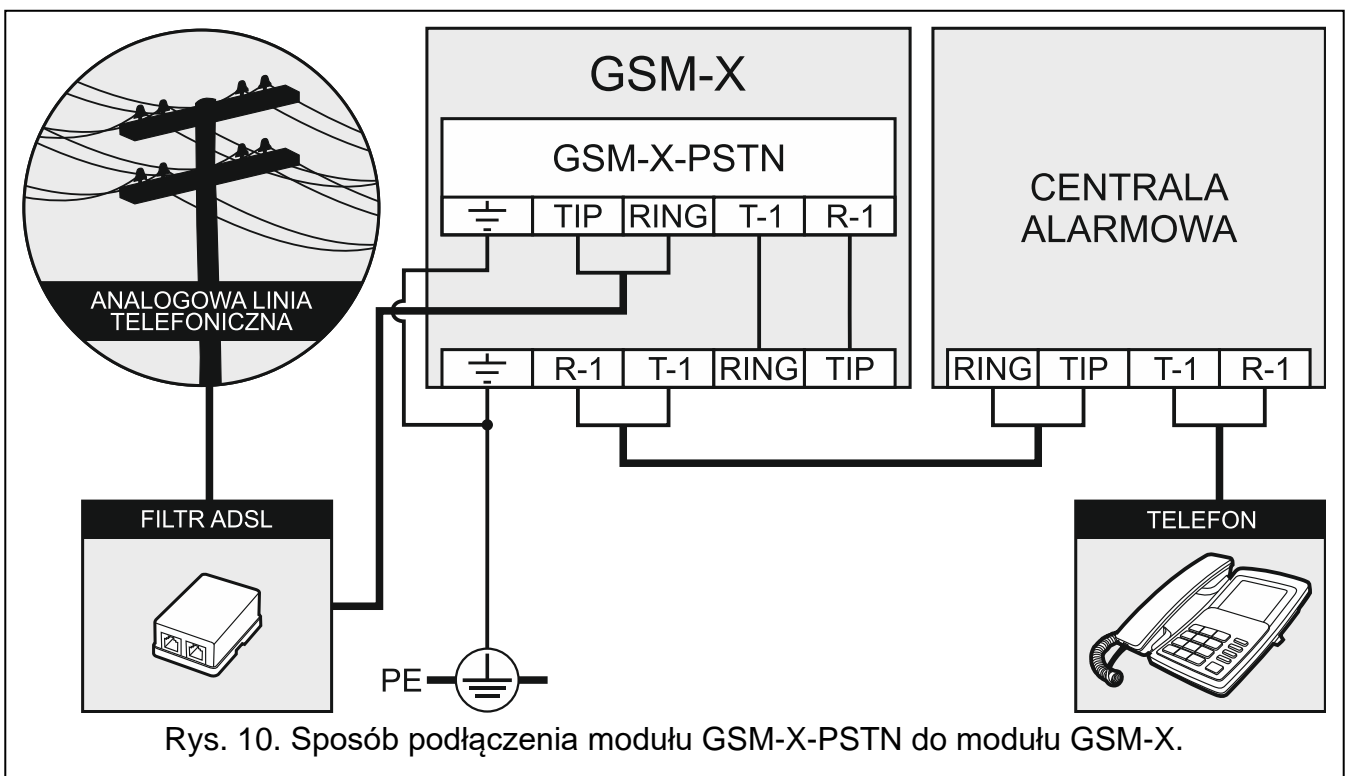 GSM-X
GSM-X-PSTN
TIP RING T-1 R-1
CENTRALA
ALARMOWA
ANALOGOWA LINIA
TELEFONICZNA
R-1 T-1 RING TIP
RING TIP T-1 R-1
FILTR ADSL
TELEFON
PE
Rys. 10. Sposób podłączenia modułu GSM-X-PSTN do modułu GSM-X.